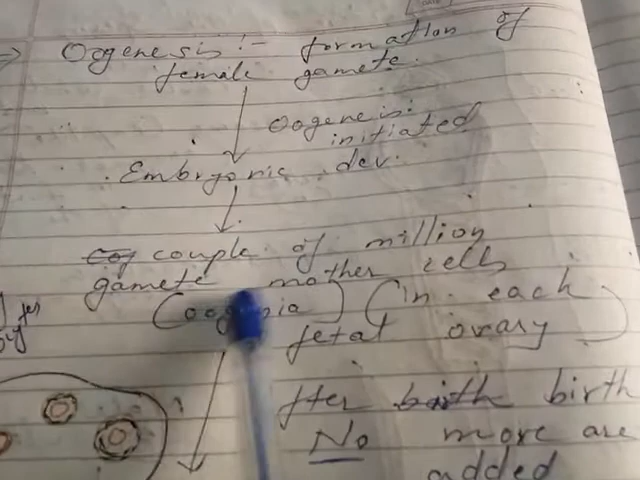 => Oogenesis :- formation of
female gamete.
Oogenesis:
initiated
Embryonic dev.
couple of million
gamete mother cells
(oogonia) (in each
fetal ovary)
After birth
No more are
added